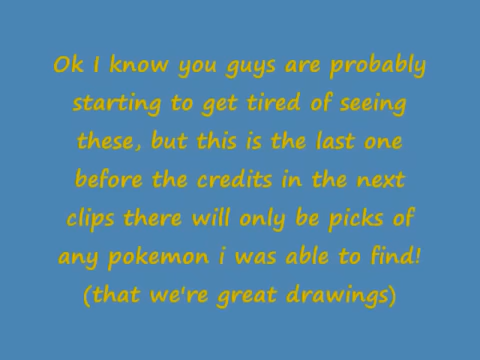 Ok I know you guys are probably
starting to get tired of seeing
these, but this is the last one
before the credits in the next
clips there will only be picks of
any pokemon i was able to find!
(that we're great drawings)